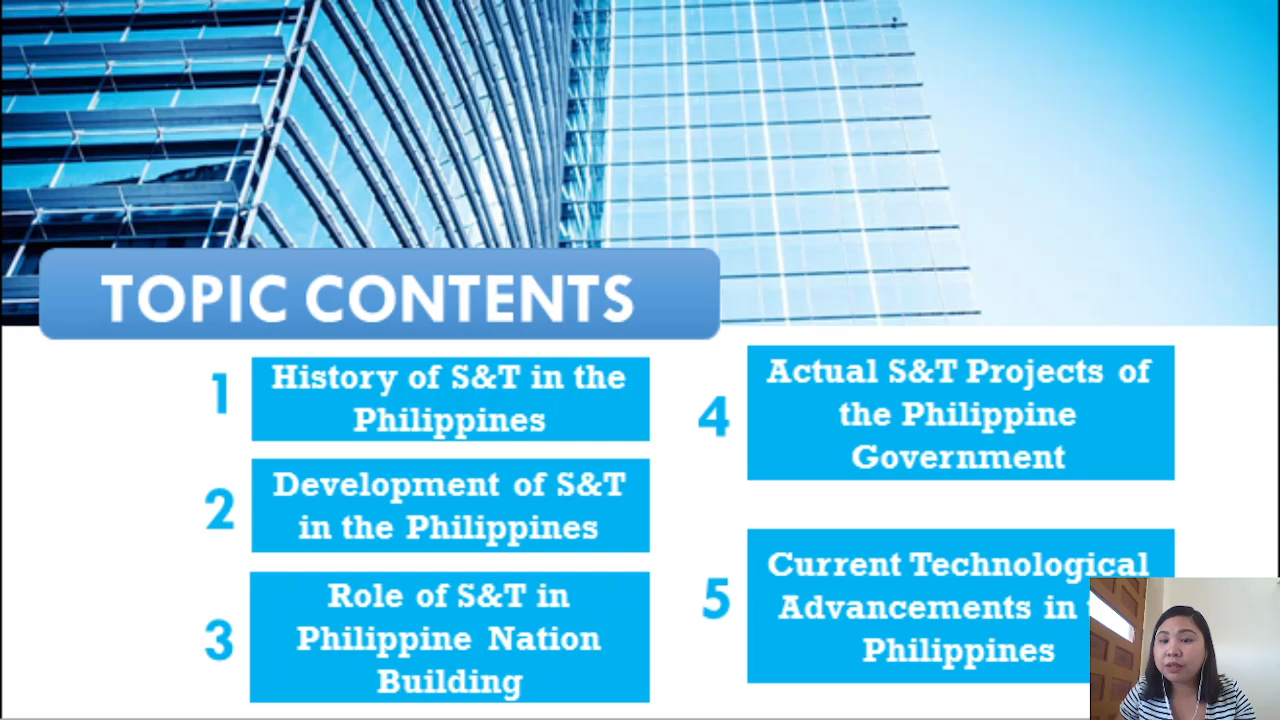 TOPIC CONTENTS
1
History of S&T in the
Philippines
2
Development of S&T
in the Philippines
3
Role of S&T in
Philippine Nation
Building
4
Actual S&T Projects of
the Philippine
Government
5
Current Technological
Advancements in
Philippines